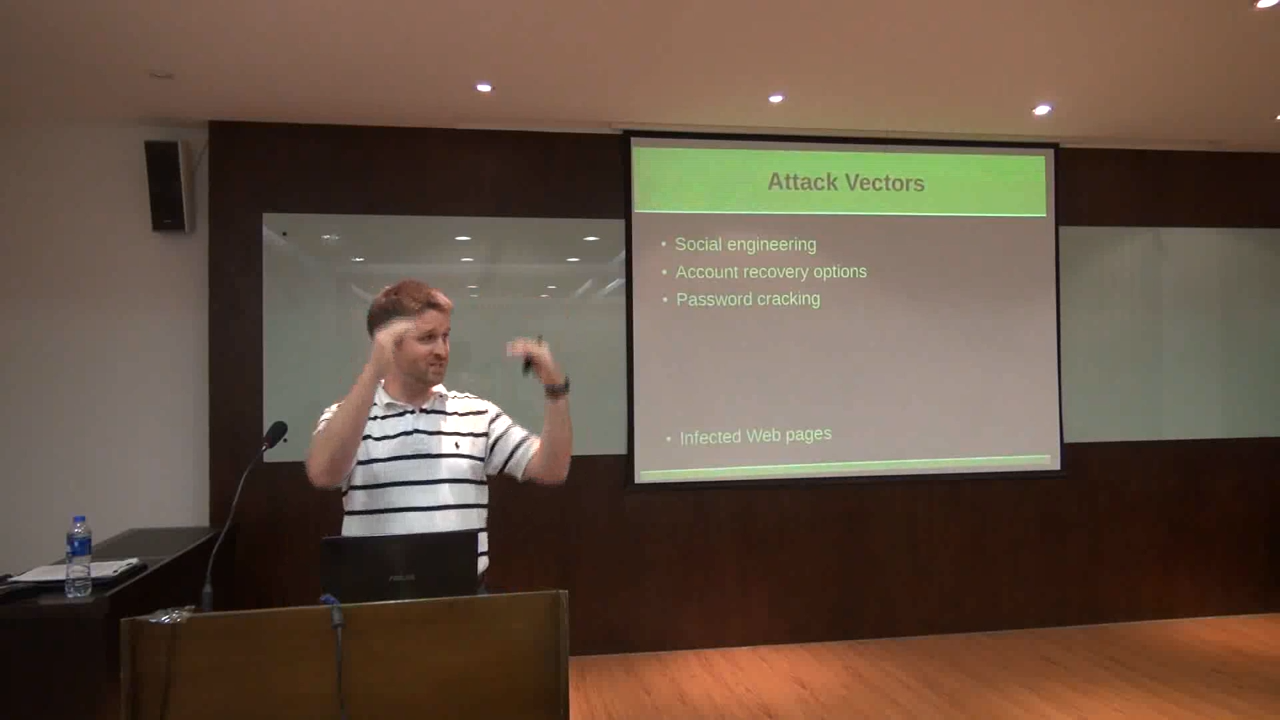 Attack Vectors
• Social engineering
• Account recovery options
• Password cracking
• Infected Web pages